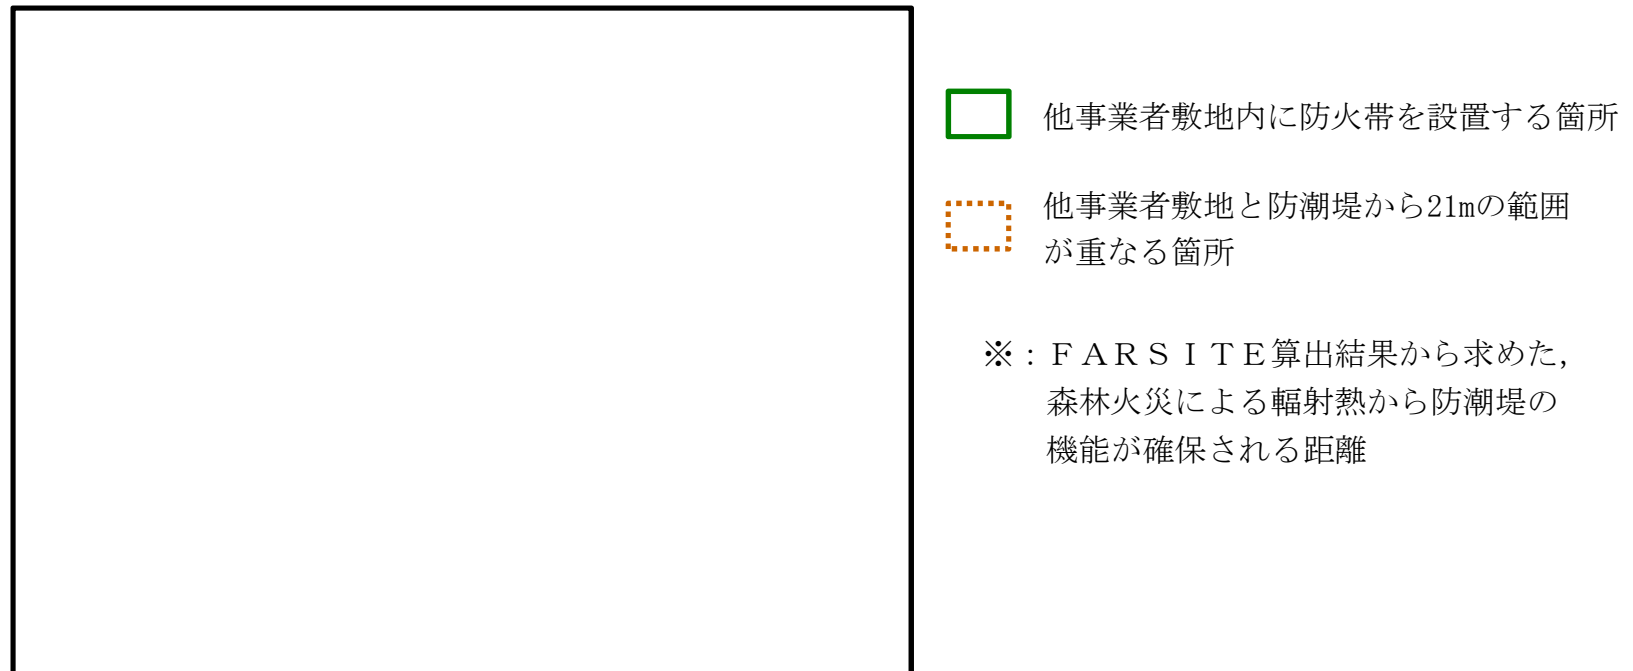 他事業者敷地内に防火帯を設置する箇所
他事業者敷地と防潮堤から21mの範囲
が重なる箇所
※：ＦＡＲＳＩＴＥ算出結果から求めた，
森林火災による輻射熱から防潮堤の
機能が確保される距離